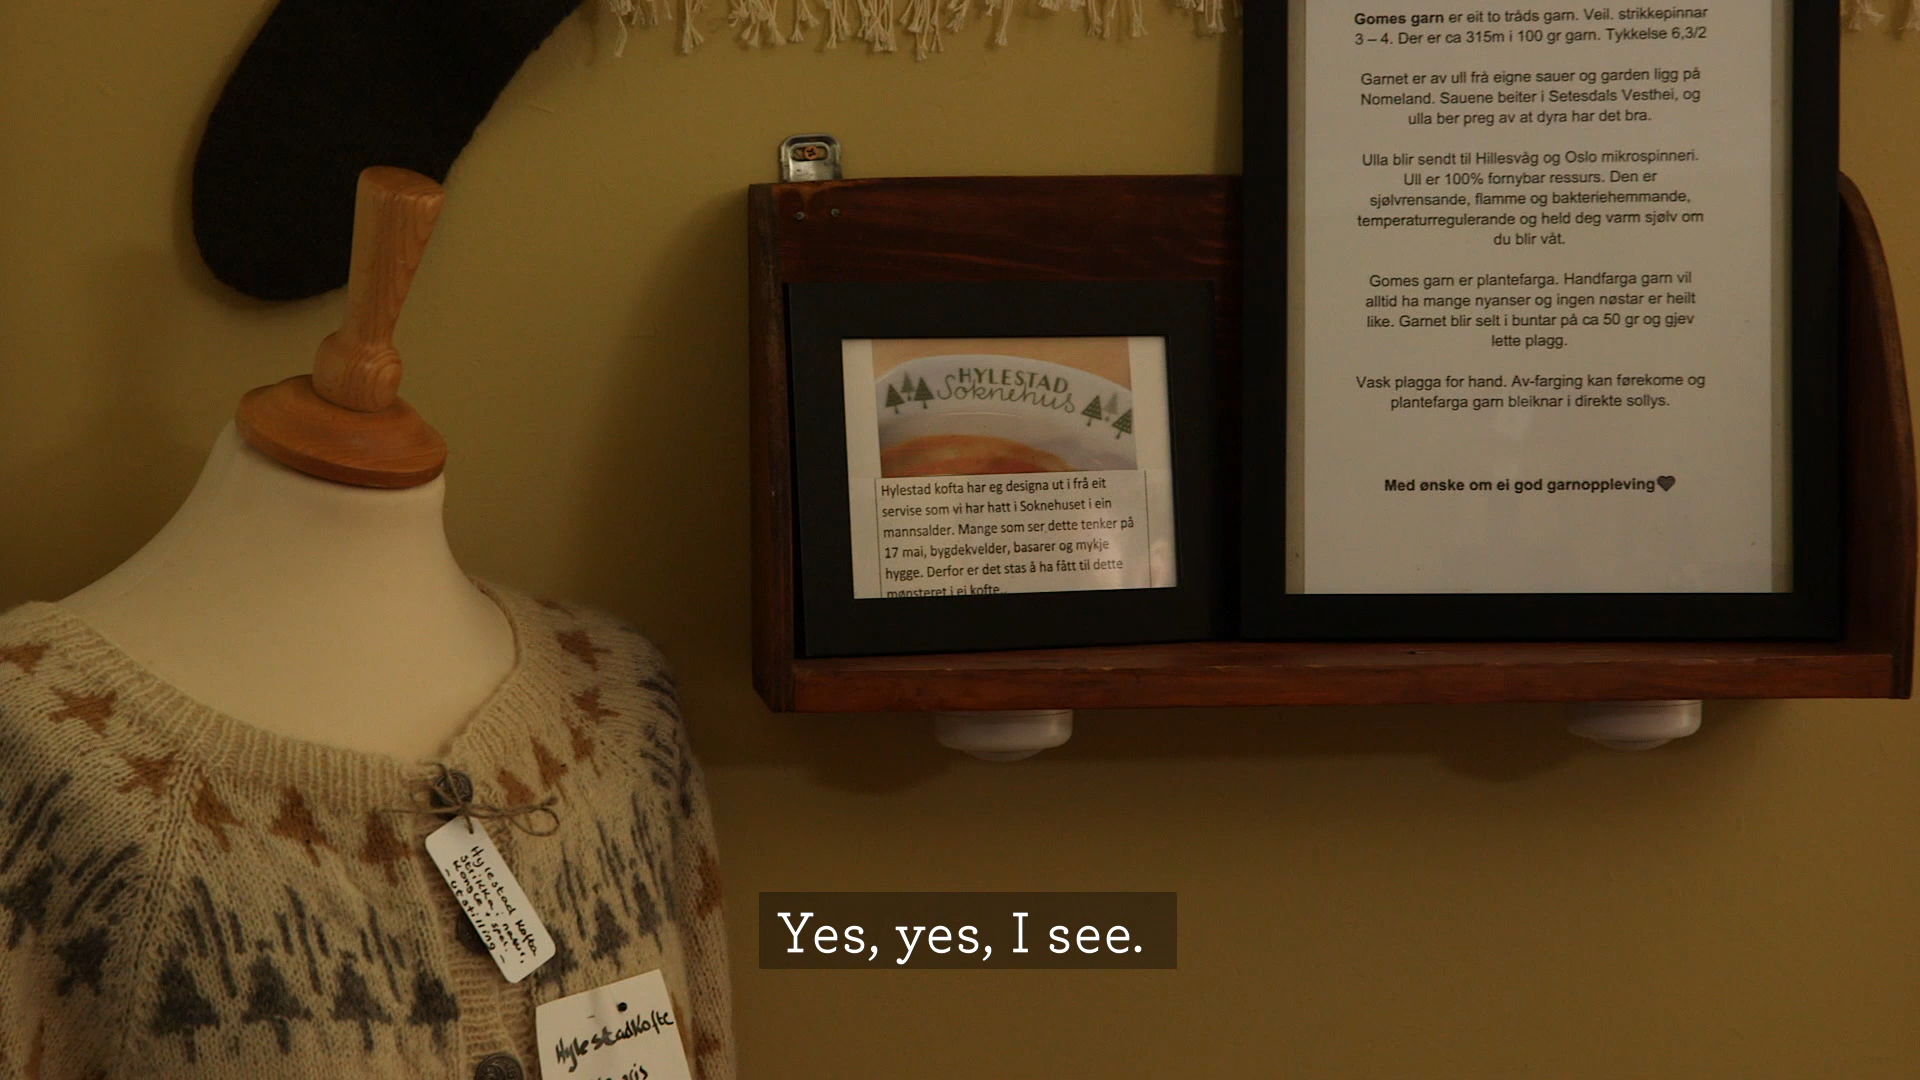 Gomes garn er eit to tråds garn. Veil. strikkepinnar
3 – 4. Der er ca 315m i 100 gr garn. Tykkelse 6,3/2
Garnet er av ull frå eigne sauer og garden ligg på
Nomeland. Sauene beiter i Setesdals Vesthei, og
ulla ber preg av at dyra har det bra.
Ulla blir sendt til Hillesvåg og Oslo mikrospinneri.
Ull er 100% fornybar ressurs. Den er
sjølvrensande, flamme og bakteriehemmande,
temperaturregulerande og held deg varm sjølv om
du blir våt.
Gomes garn er plantefarga. Handfarga garn vil
alltid ha mange nyanser og ingen nøstar er heilt
like. Garnet blir selt i buntar på ca 50 gr og gjev
lette plagg.
Vask plagga for hand. Av-farging kan førekome og
plantefarga garn bleiknar i direkte sollys.
Med ønske om ei god garnoppleving🖤
HYLESTAD
Soknehus
Hylestad kofta har eg designa ut i frå eit
servise som vi har hatt i Soknehuset i ein
mannsalder. Mange som ser dette tenker på
17 mai, bygdekvelder, basarer og mykje
hygge. Derfor er det stas å ha fått til dette
mønsteret i ei kofte..
Hylestad kofta
strikka i natur,
- utstilling -
Hylestadkofte
Yes, yes, I see.